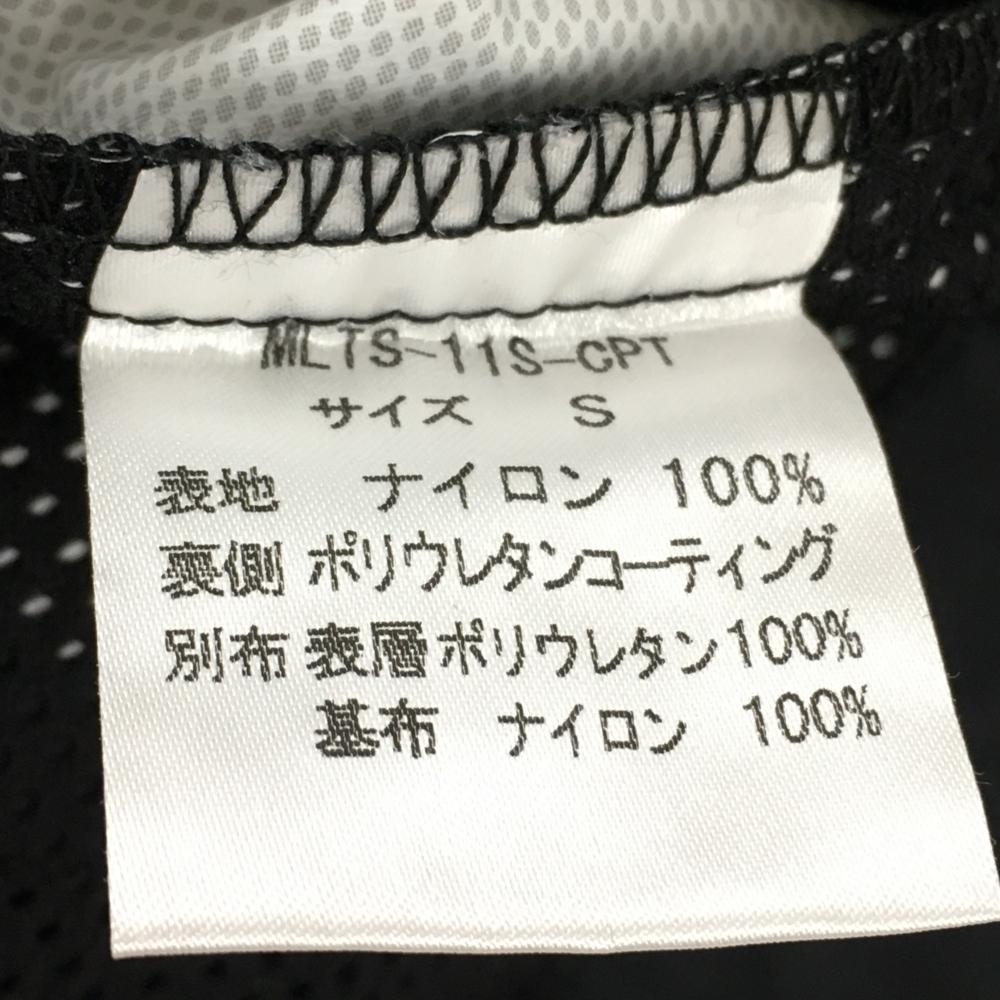 MLTS-11S-CPT
サイズ S
表地 ナイロン 100%
裏側 ポリウレタンコーティング
別布 表層ポリウレタン100%
基布 ナイロン 100%